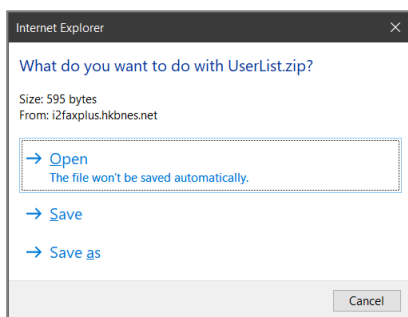 Internet Explorer
What do you want to do with UserList.zip?
Size: 595 bytes
From: i2faxplus.hkbnes.net
Open
The file won't be saved automatically.
Save
Save as
Cancel